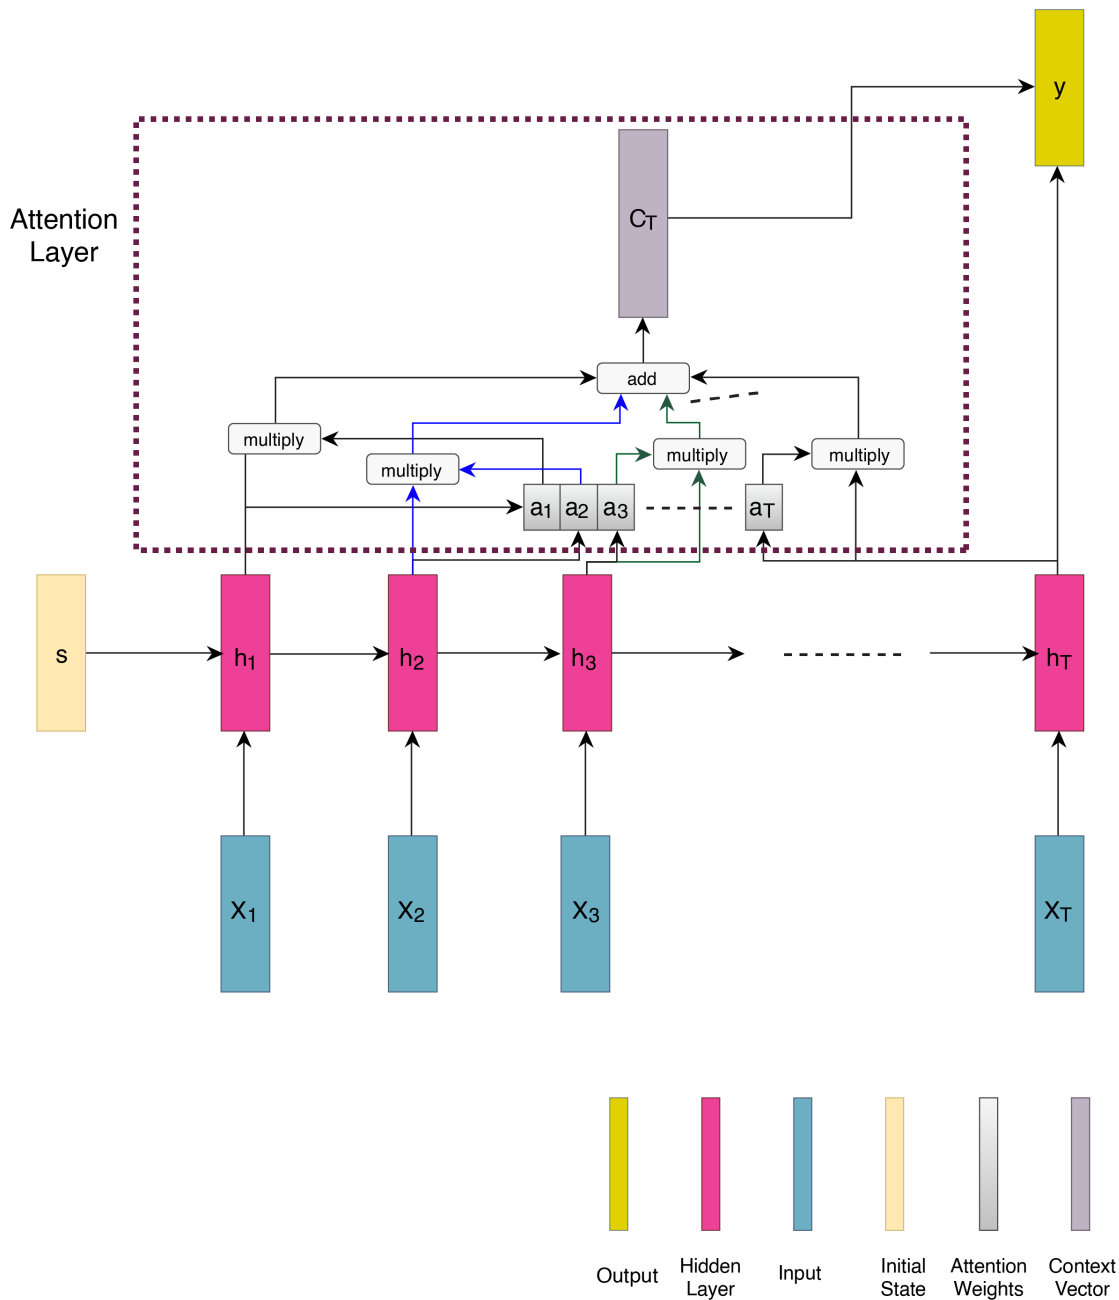 y
Attention
Layer
CT
add
multiply
multiply
multiply
multiply
a1 a2 a3 aT
s
h1
h2
h3
hT
X1
X2
X3
XT
Output
Hidden
Layer
Input
Initial
State
Attention
Weights
Context
Vector